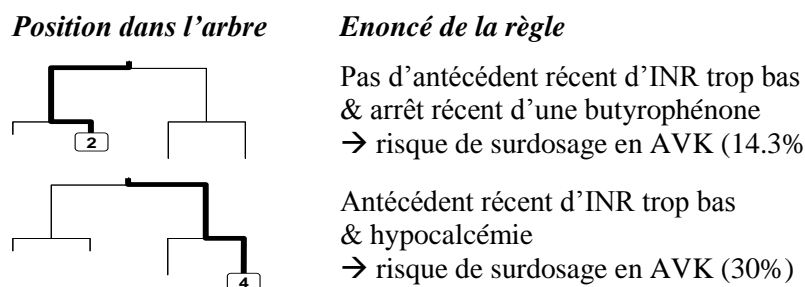 Position dans l’arbre Enoncé de la règle
Pas d’antécédent récent d’INR trop bas
& arrêt récent d’une butyrophénone
→ risque de surdosage en AVK (14.3%
2
Antécédent récent d’INR trop bas
& hypocalcémie
→ risque de surdosage en AVK (30%)
4